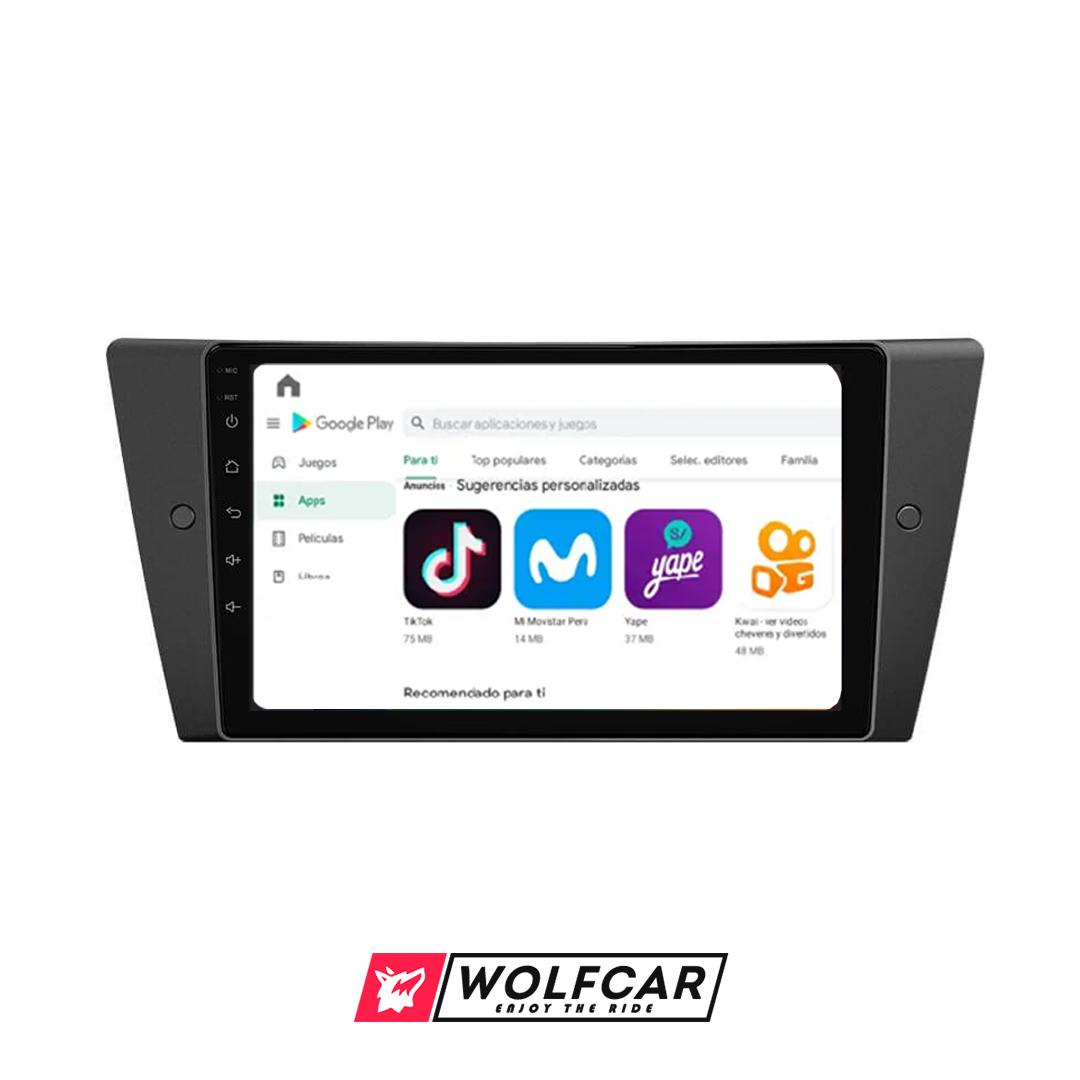 MIC
RST
Google Play
Buscar aplicaciones y juegos
Juegos
Apps
Películas
Para ti
Top populares
Categorías
Selec. editores
Familia
Anuncios · Sugerencias personalizadas
S/
yape
TikTok
75 MB
Mi Movistar Perú
14 MB
Yape
37 MB
Kwai - ver videos
cheveres y divertidos
48 MB
Recomendado para ti
WOLFCAR
ENJOY THE RIDE